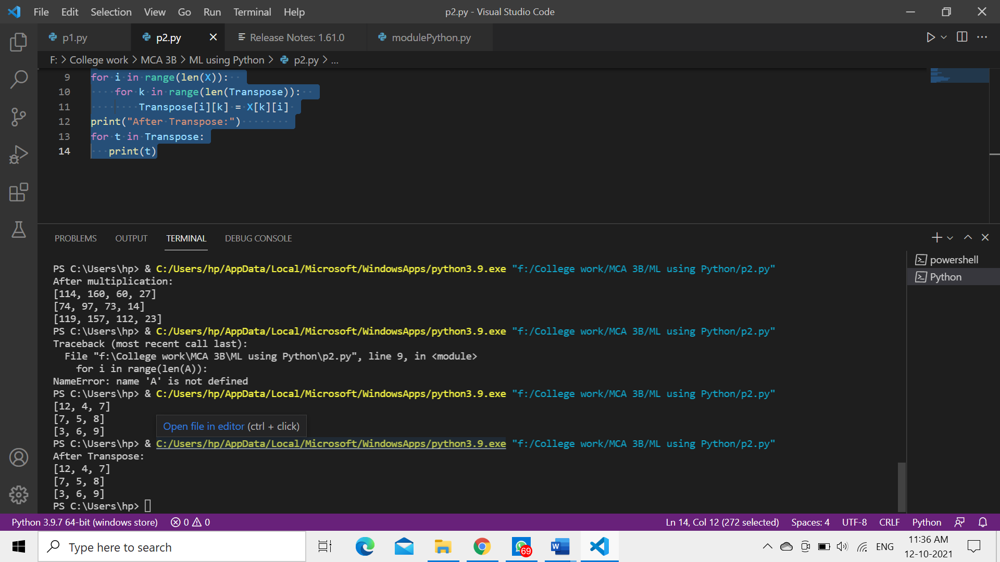 File Edit Selection View Go Run Terminal Help
p2.py - Visual Studio Code
p1.py
p2.py
Release Notes: 1.61.0
modulePython.py
F: > College work > MCA 3B > ML using Python > p2.py > ...
9 for i in range(len(X)):
10 for k in range(len(Transpose)):
11 Transpose[i][k] = X[k][i]
12 print("After Transpose:")
13 for t in Transpose:
14 print(t)
PROBLEMS OUTPUT TERMINAL DEBUG CONSOLE
powershell
Python
PS C:\Users\hp> & C:/Users/hp/AppData/Local/Microsoft/WindowsApps/python3.9.exe "f:/College work/MCA 3B/ML using Python/p2.py"
After multiplication:
[114, 160, 60, 27]
[74, 97, 73, 14]
[119, 157, 112, 23]
PS C:\Users\hp> & C:/Users/hp/AppData/Local/Microsoft/WindowsApps/python3.9.exe "f:/College work/MCA 3B/ML using Python/p2.py"
Traceback (most recent call last):
File "f:\College work\MCA 3B\ML using Python\p2.py", line 9, in <module>
for i in range(len(A)):
NameError: name 'A' is not defined
PS C:\Users\hp> & C:/Users/hp/AppData/Local/Microsoft/WindowsApps/python3.9.exe "f:/College work/MCA 3B/ML using Python/p2.py"
[12, 4, 7]
[7, 5, 8]
[3, 6, 9]
Open file in editor (ctrl + click)
PS C:\Users\hp> & C:/Users/hp/AppData/Local/Microsoft/WindowsApps/python3.9.exe "f:/College work/MCA 3B/ML using Python/p2.py"
After Transpose:
[12, 4, 7]
[7, 5, 8]
[3, 6, 9]
PS C:\Users\hp>
Python 3.9.7 64-bit (windows store) 0 0
Ln 14, Col 12 (272 selected) Spaces: 4 UTF-8 CRLF Python
Type here to search
69
W
ENG
11:36 AM
12-10-2021